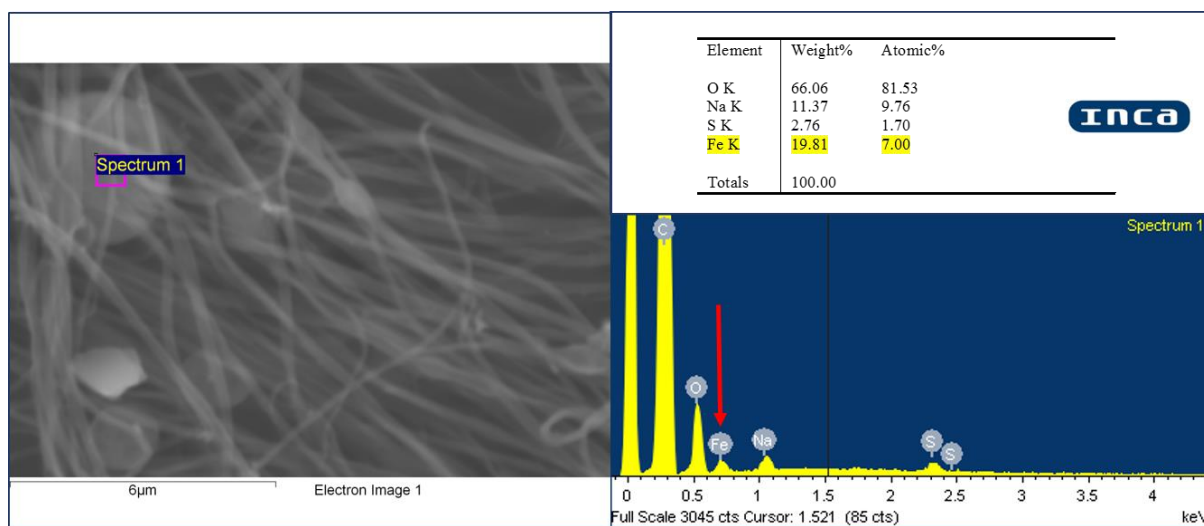 Spectrum 1
6µm
Electron Image 1
Element Weight% Atomic%
O K 66.06 81.53
Na K 11.37 9.76
S K 2.76 1.70
Fe K 19.81 7.00
Totals 100.00
INCA
Spectrum 1
C
O
Fe
Na
S
S
0 0.5 1 1.5 2 2.5 3 3.5 4
Full Scale 3045 cts Cursor: 1.521 (85 cts)
keV